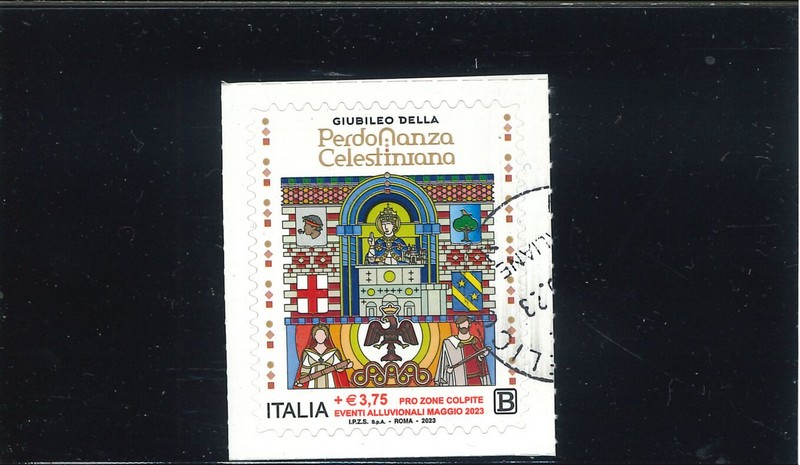 GIUBILEO DELLA
PerdoNanza
Celestiniana
ITALIA
+ € 3,75 PRO ZONE COLPITE
EVENTI ALLUVIONALI MAGGIO 2023
B
I.P.Z.S. S.p.A. - ROMA - 2023